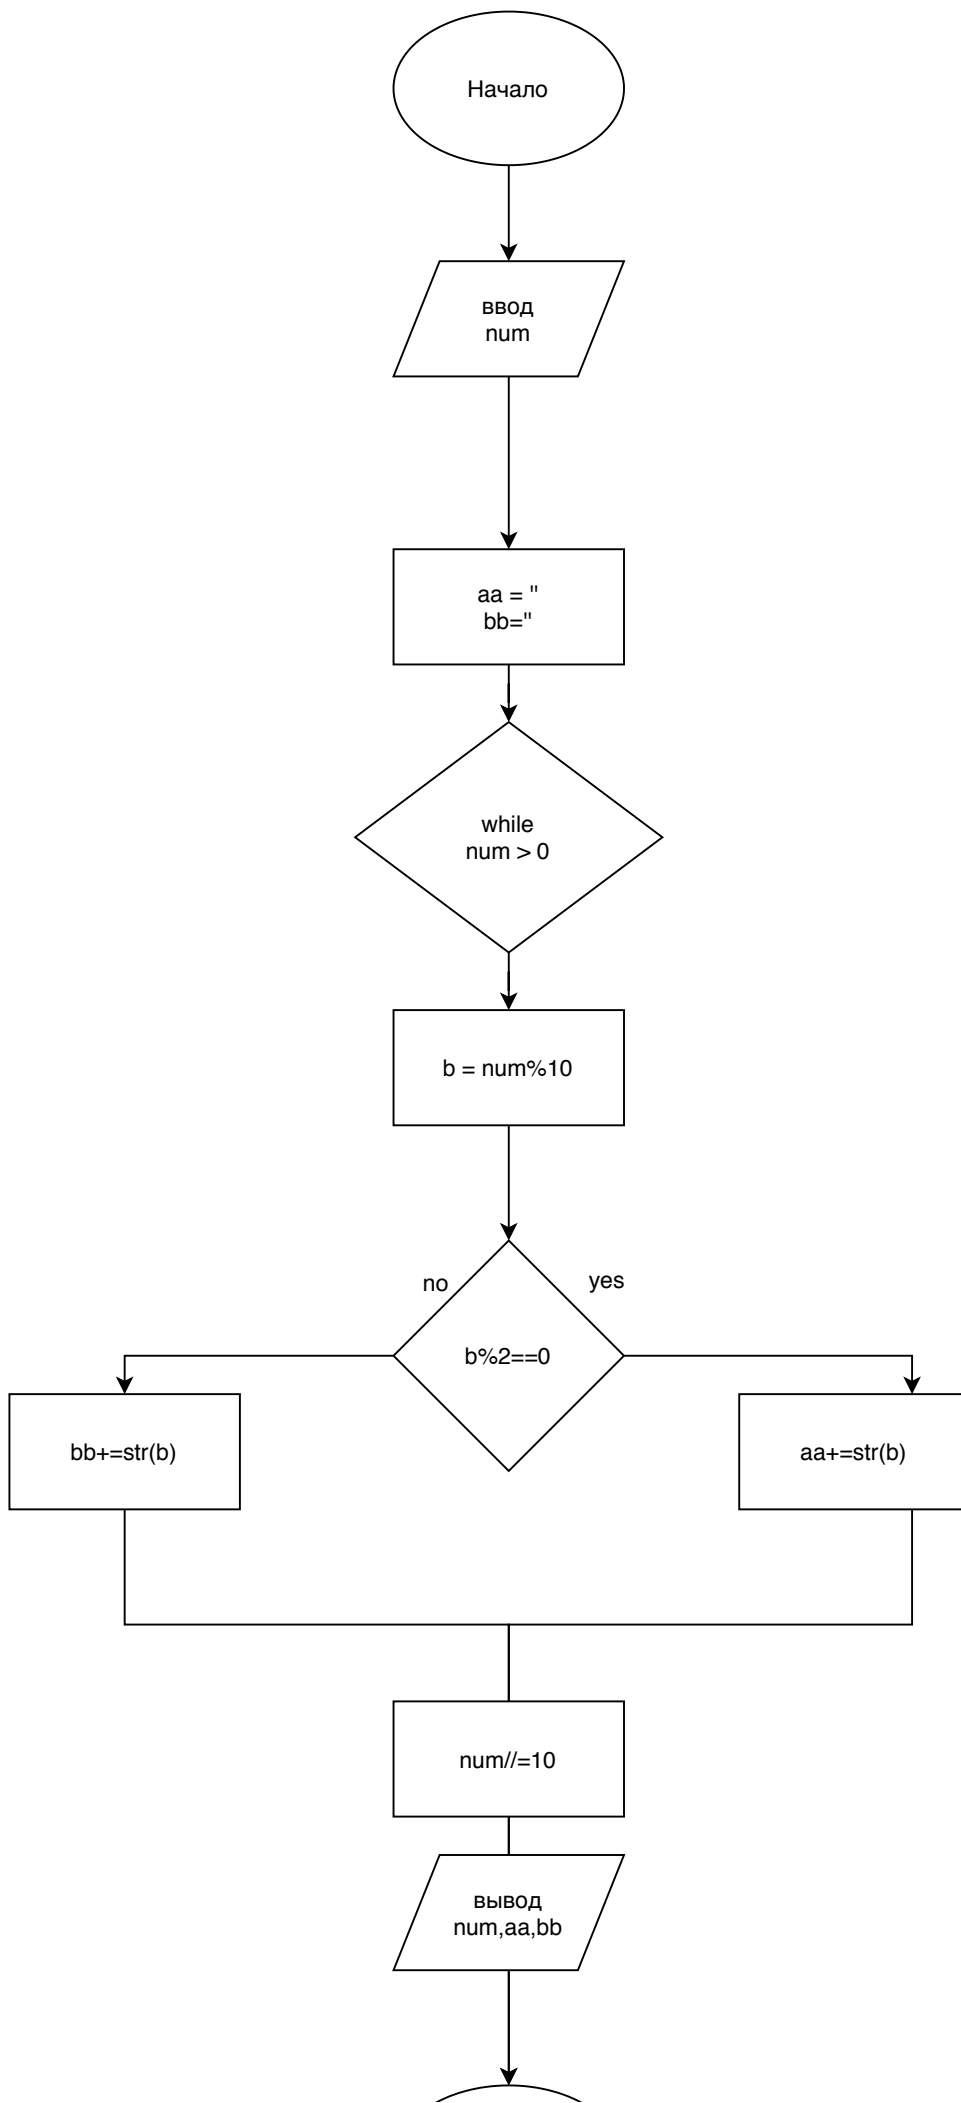 Начало
ввод
num
aa = "
bb="
while
num > 0
b = num%10
no
yes
b%2==0
bb+=str(b)
aa+=str(b)
num//=10
вывод
num,aa,bb